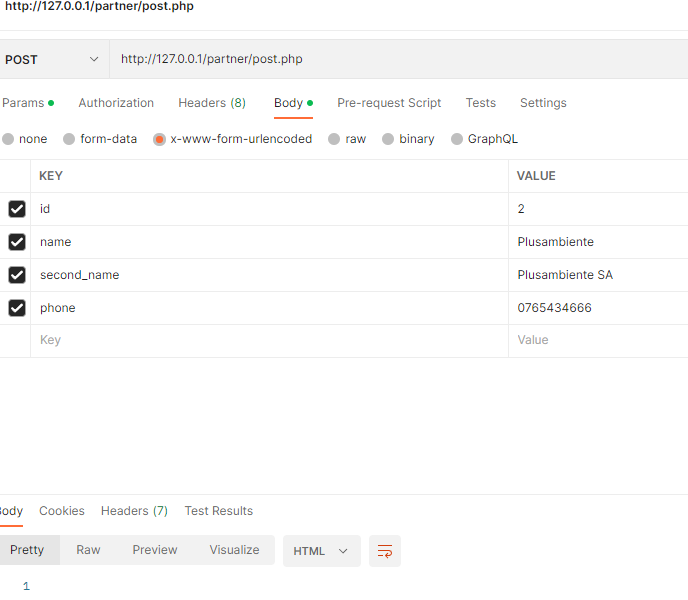 http://127.0.0.1/partner/post.php
POST http://127.0.0.1/partner/post.php
Params Authorization Headers (8) Body Pre-request Script Tests Settings
none form-data x-www-form-urlencoded raw binary GraphQL
KEY VALUE
id 2
name Plusambiente
second_name Plusambiente SA
phone 0765434666
Key Value
Body Cookies Headers (7) Test Results
Pretty Raw Preview Visualize HTML
1